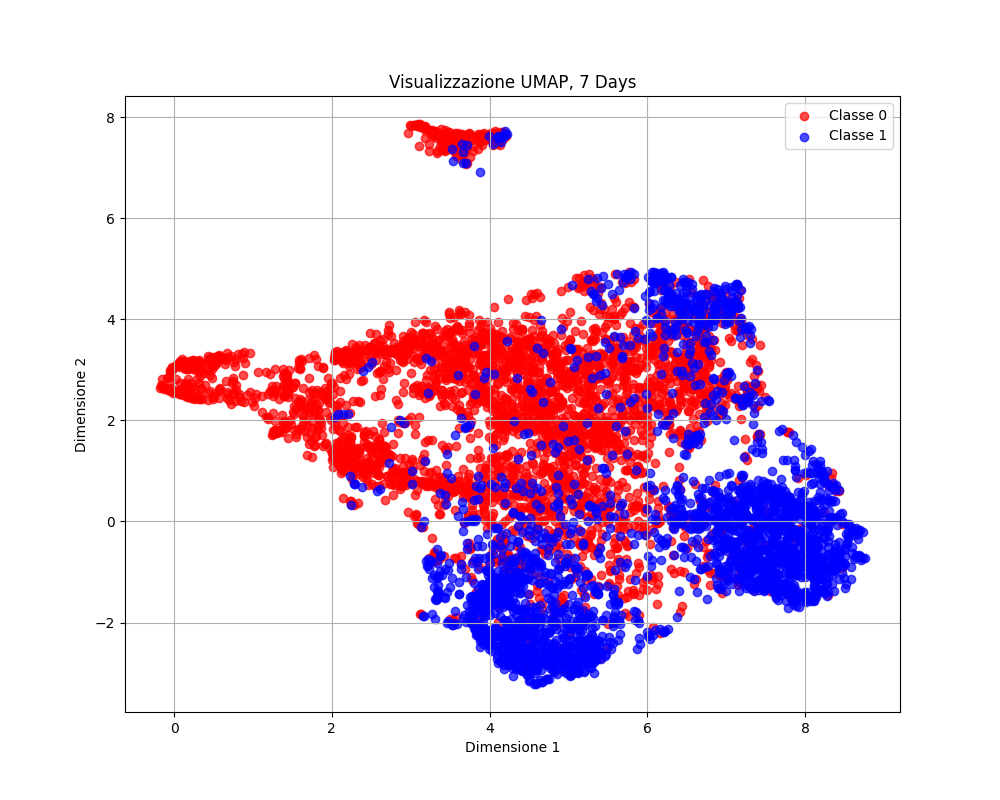 Visualizzazione UMAP, 7 Days
Classe 0
Classe 1
8
6
4
2
0
−2
Dimensione 2
0
2
4
6
8
Dimensione 1